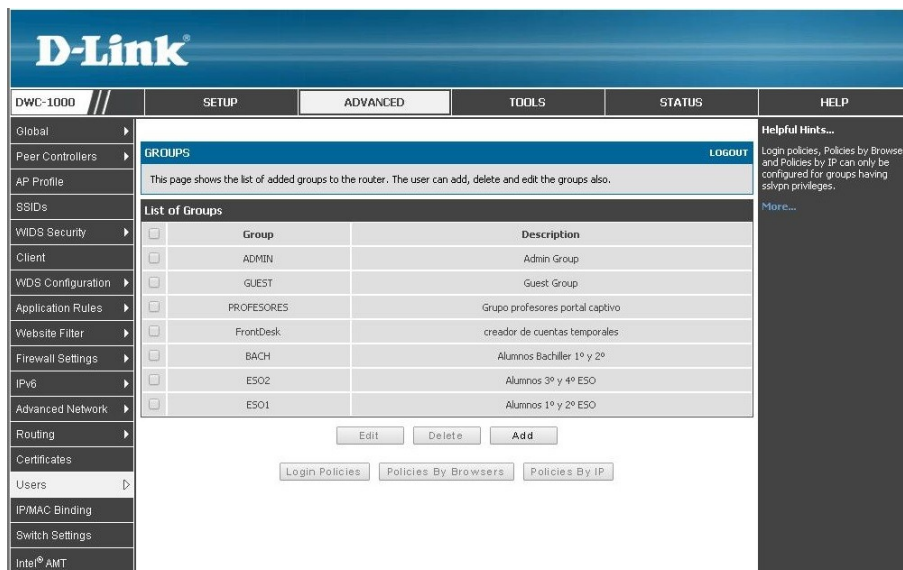 D-Link®
DWC-1000 // SETUP ADVANCED TOOLS STATUS HELP
Global
Peer Controllers
AP Profile
SSIDs
WIDS Security
Client
WDS Configuration
Application Rules
Website Filter
Firewall Settings
IPv6
Advanced Network
Routing
Certificates
Users
IP/MAC Binding
Switch Settings
Intel® AMT
GROUPS LOGOUT
This page shows the list of added groups to the router. The user can add, delete and edit the groups also.
List of Groups
Group Description
ADMIN Admin Group
GUEST Guest Group
PROFESORES Grupo profesores portal captivo
FrontDesk creador de cuentas temporales
BACH Alumnos Bachiller 1º y 2º
ESO2 Alumnos 3º y 4º ESO
ESO1 Alumnos 1º y 2º ESO
Edit Delete Add
Login Policies Policies By Browsers Policies By IP
Helpful Hints...
Login policies, Policies by Browse
and Policies by IP can only be
configured for groups having
sslvpn privileges.
More...